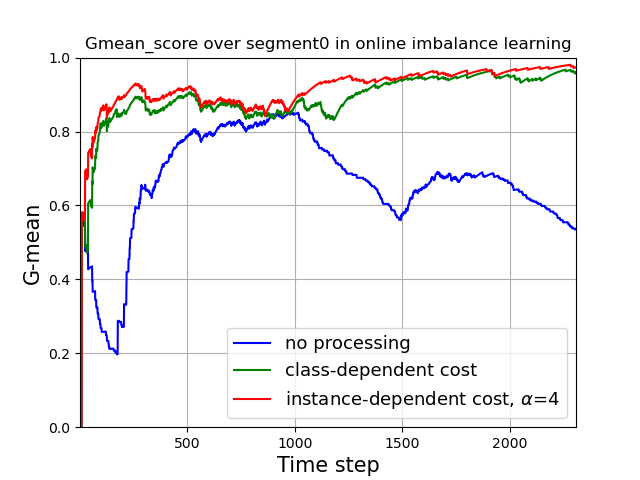 Gmean_score over segment0 in online imbalance learning
1.0
0.8
0.6
0.4
0.2
0.0
G-mean
no processing
class-dependent cost
instance-dependent cost, α=4
500 1000 1500 2000
Time step